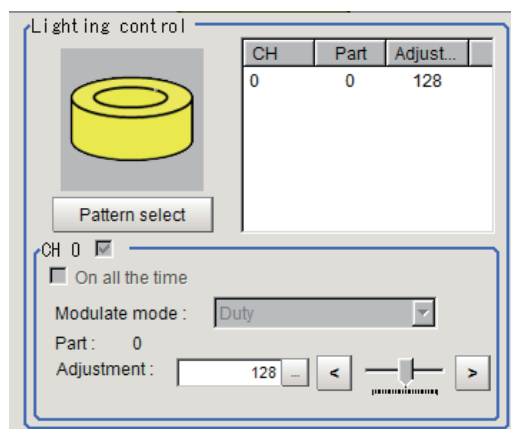 Lighting control
CH Part Adjust...
0 0 128
Pattern select
CH 0
On all the time
Modulate mode : Duty
Part : 0
Adjustment : 128 ... < >